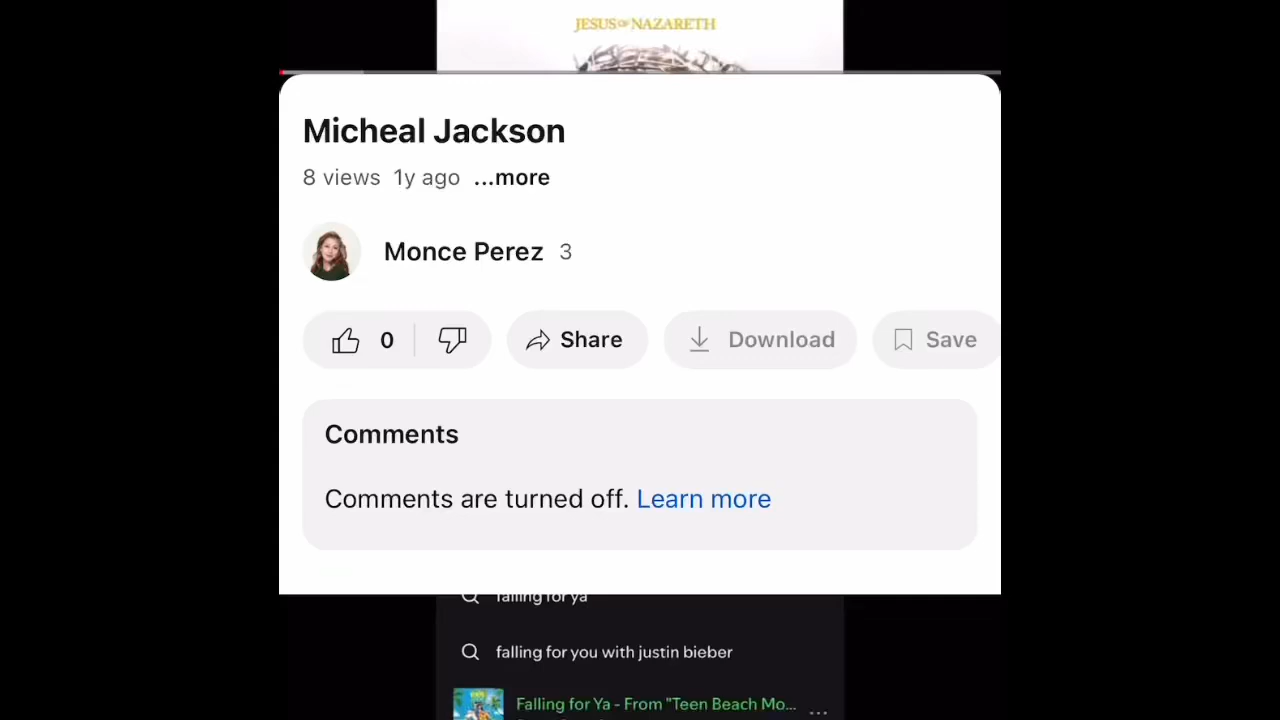 JESUS OF NAZARETH
Micheal Jackson
8 views 1y ago ...more
Monce Perez 3
0 Share Download Save
Comments
Comments are turned off. Learn more
falling for ya
falling for you with justin bieber
Falling for Ya - From "Teen Beach Mo...